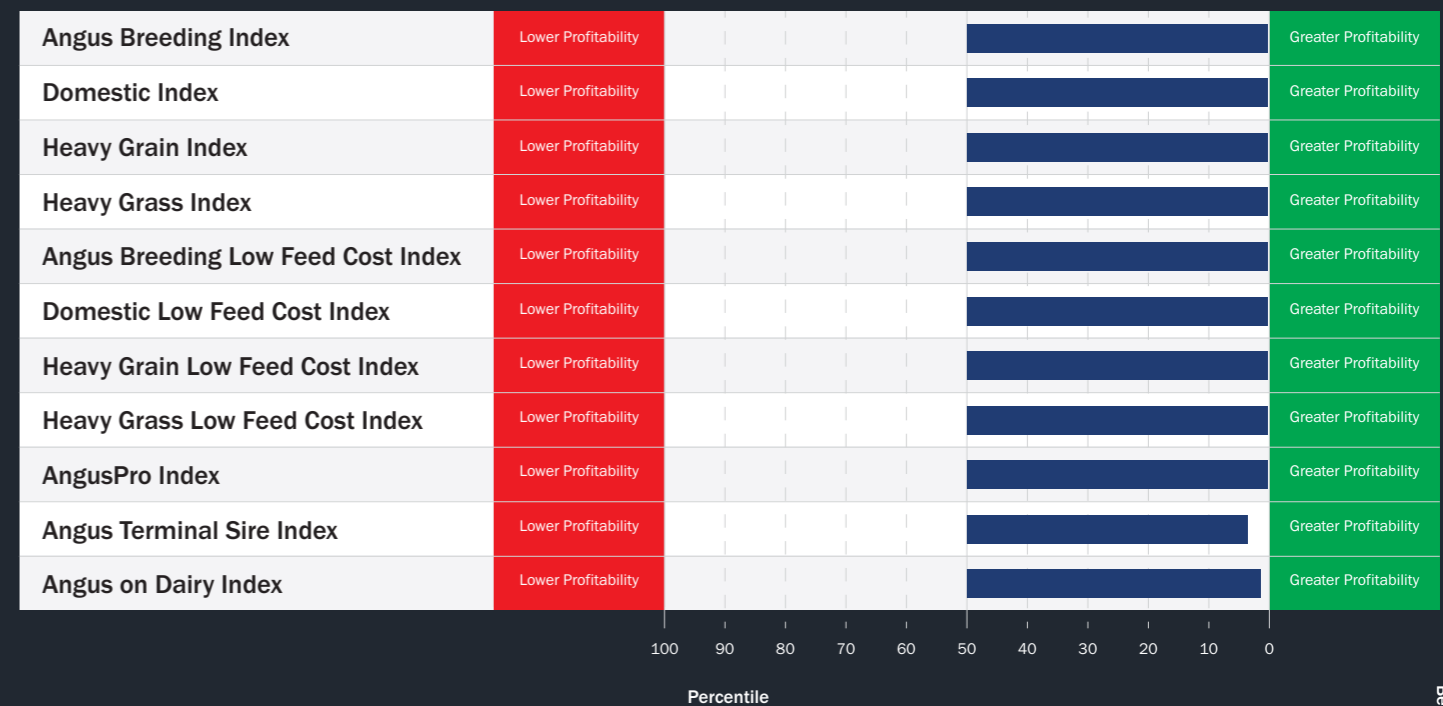 Angus Breeding Index Lower Profitability Greater Profitability
Domestic Index Lower Profitability Greater Profitability
Heavy Grain Index Lower Profitability Greater Profitability
Heavy Grass Index Lower Profitability Greater Profitability
Angus Breeding Low Feed Cost Index Lower Profitability Greater Profitability
Domestic Low Feed Cost Index Lower Profitability Greater Profitability
Heavy Grain Low Feed Cost Index Lower Profitability Greater Profitability
Heavy Grass Low Feed Cost Index Lower Profitability Greater Profitability
AngusPro Index Lower Profitability Greater Profitability
Angus Terminal Sire Index Lower Profitability Greater Profitability
Angus on Dairy Index Lower Profitability Greater Profitability
100 90 80 70 60 50 40 30 20 10 0
Percentile